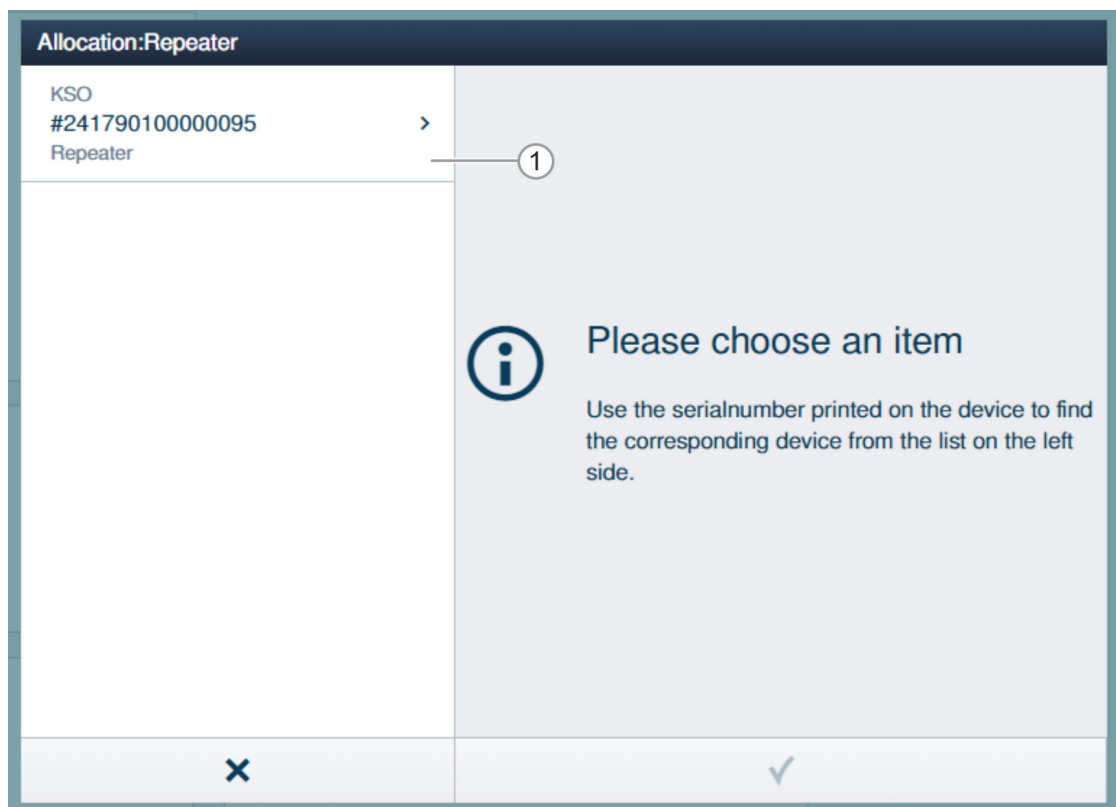 Allocation:Repeater
KSO
#241790100000095
Repeater
1
Please choose an item
Use the serialnumber printed on the device to find
the corresponding device from the list on the left
side.